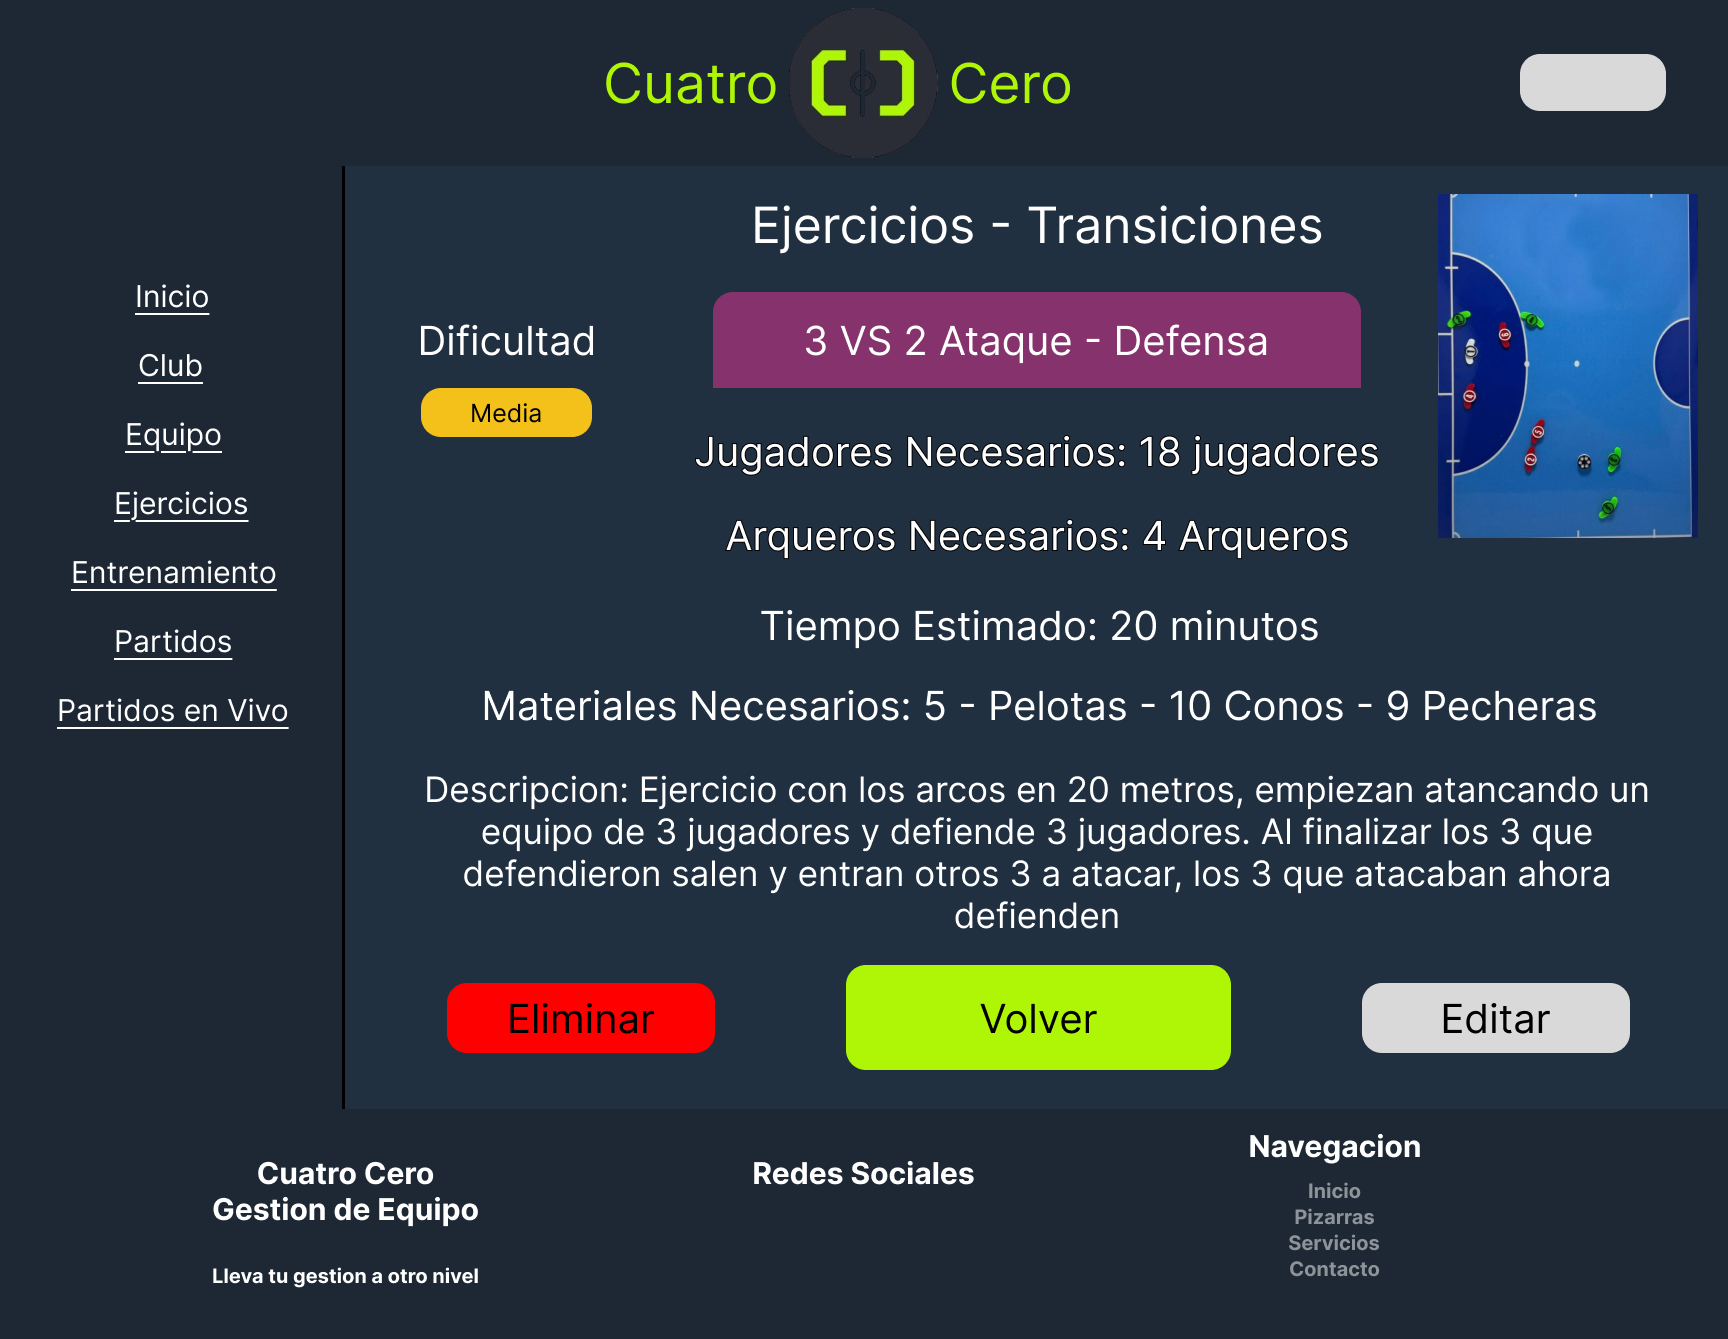 Cuatro Cero
Inicio
Club
Equipo
Ejercicios
Entrenamiento
Partidos
Partidos en Vivo
Ejercicios - Transiciones
Dificultad
Media
3 VS 2 Ataque - Defensa
Jugadores Necesarios: 18 jugadores
Arqueros Necesarios: 4 Arqueros
Tiempo Estimado: 20 minutos
Materiales Necesarios: 5 - Pelotas - 10 Conos - 9 Pecheras
Descripcion: Ejercicio con los arcos en 20 metros, empiezan atancando un
equipo de 3 jugadores y defiende 3 jugadores. Al finalizar los 3 que
defendieron salen y entran otros 3 a atacar, los 3 que atacaban ahora
defienden
Eliminar
Volver
Editar
Cuatro Cero
Gestion de Equipo
Lleva tu gestion a otro nivel
Redes Sociales
Navegacion
Inicio
Pizarras
Servicios
Contacto